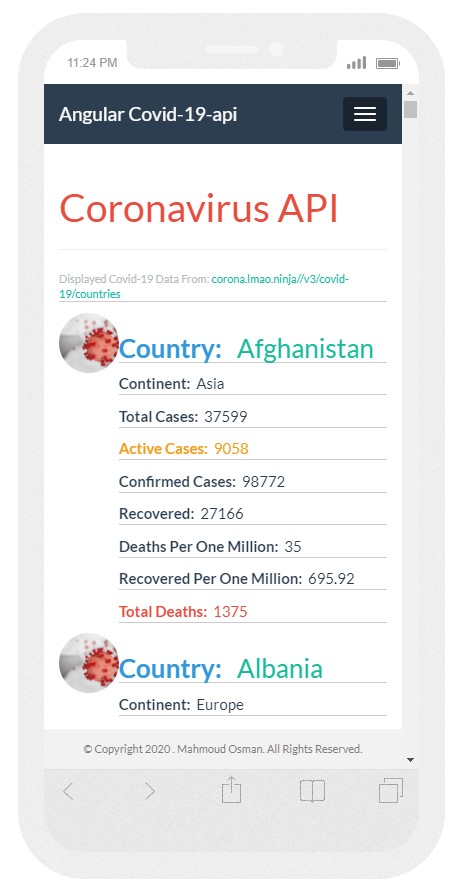 11:24 PM
Angular Covid-19-api
Coronavirus API
Displayed Covid-19 Data From: corona.lmao.ninja//v3/covid-
19/countries
Country: Afghanistan
Continent: Asia
Total Cases: 37599
Active Cases: 9058
Confirmed Cases: 98772
Recovered: 27166
Deaths Per One Million: 35
Recovered Per One Million: 695.92
Total Deaths: 1375
Country: Albania
Continent: Europe
© Copyright 2020 . Mahmoud Osman. All Rights Reserved.